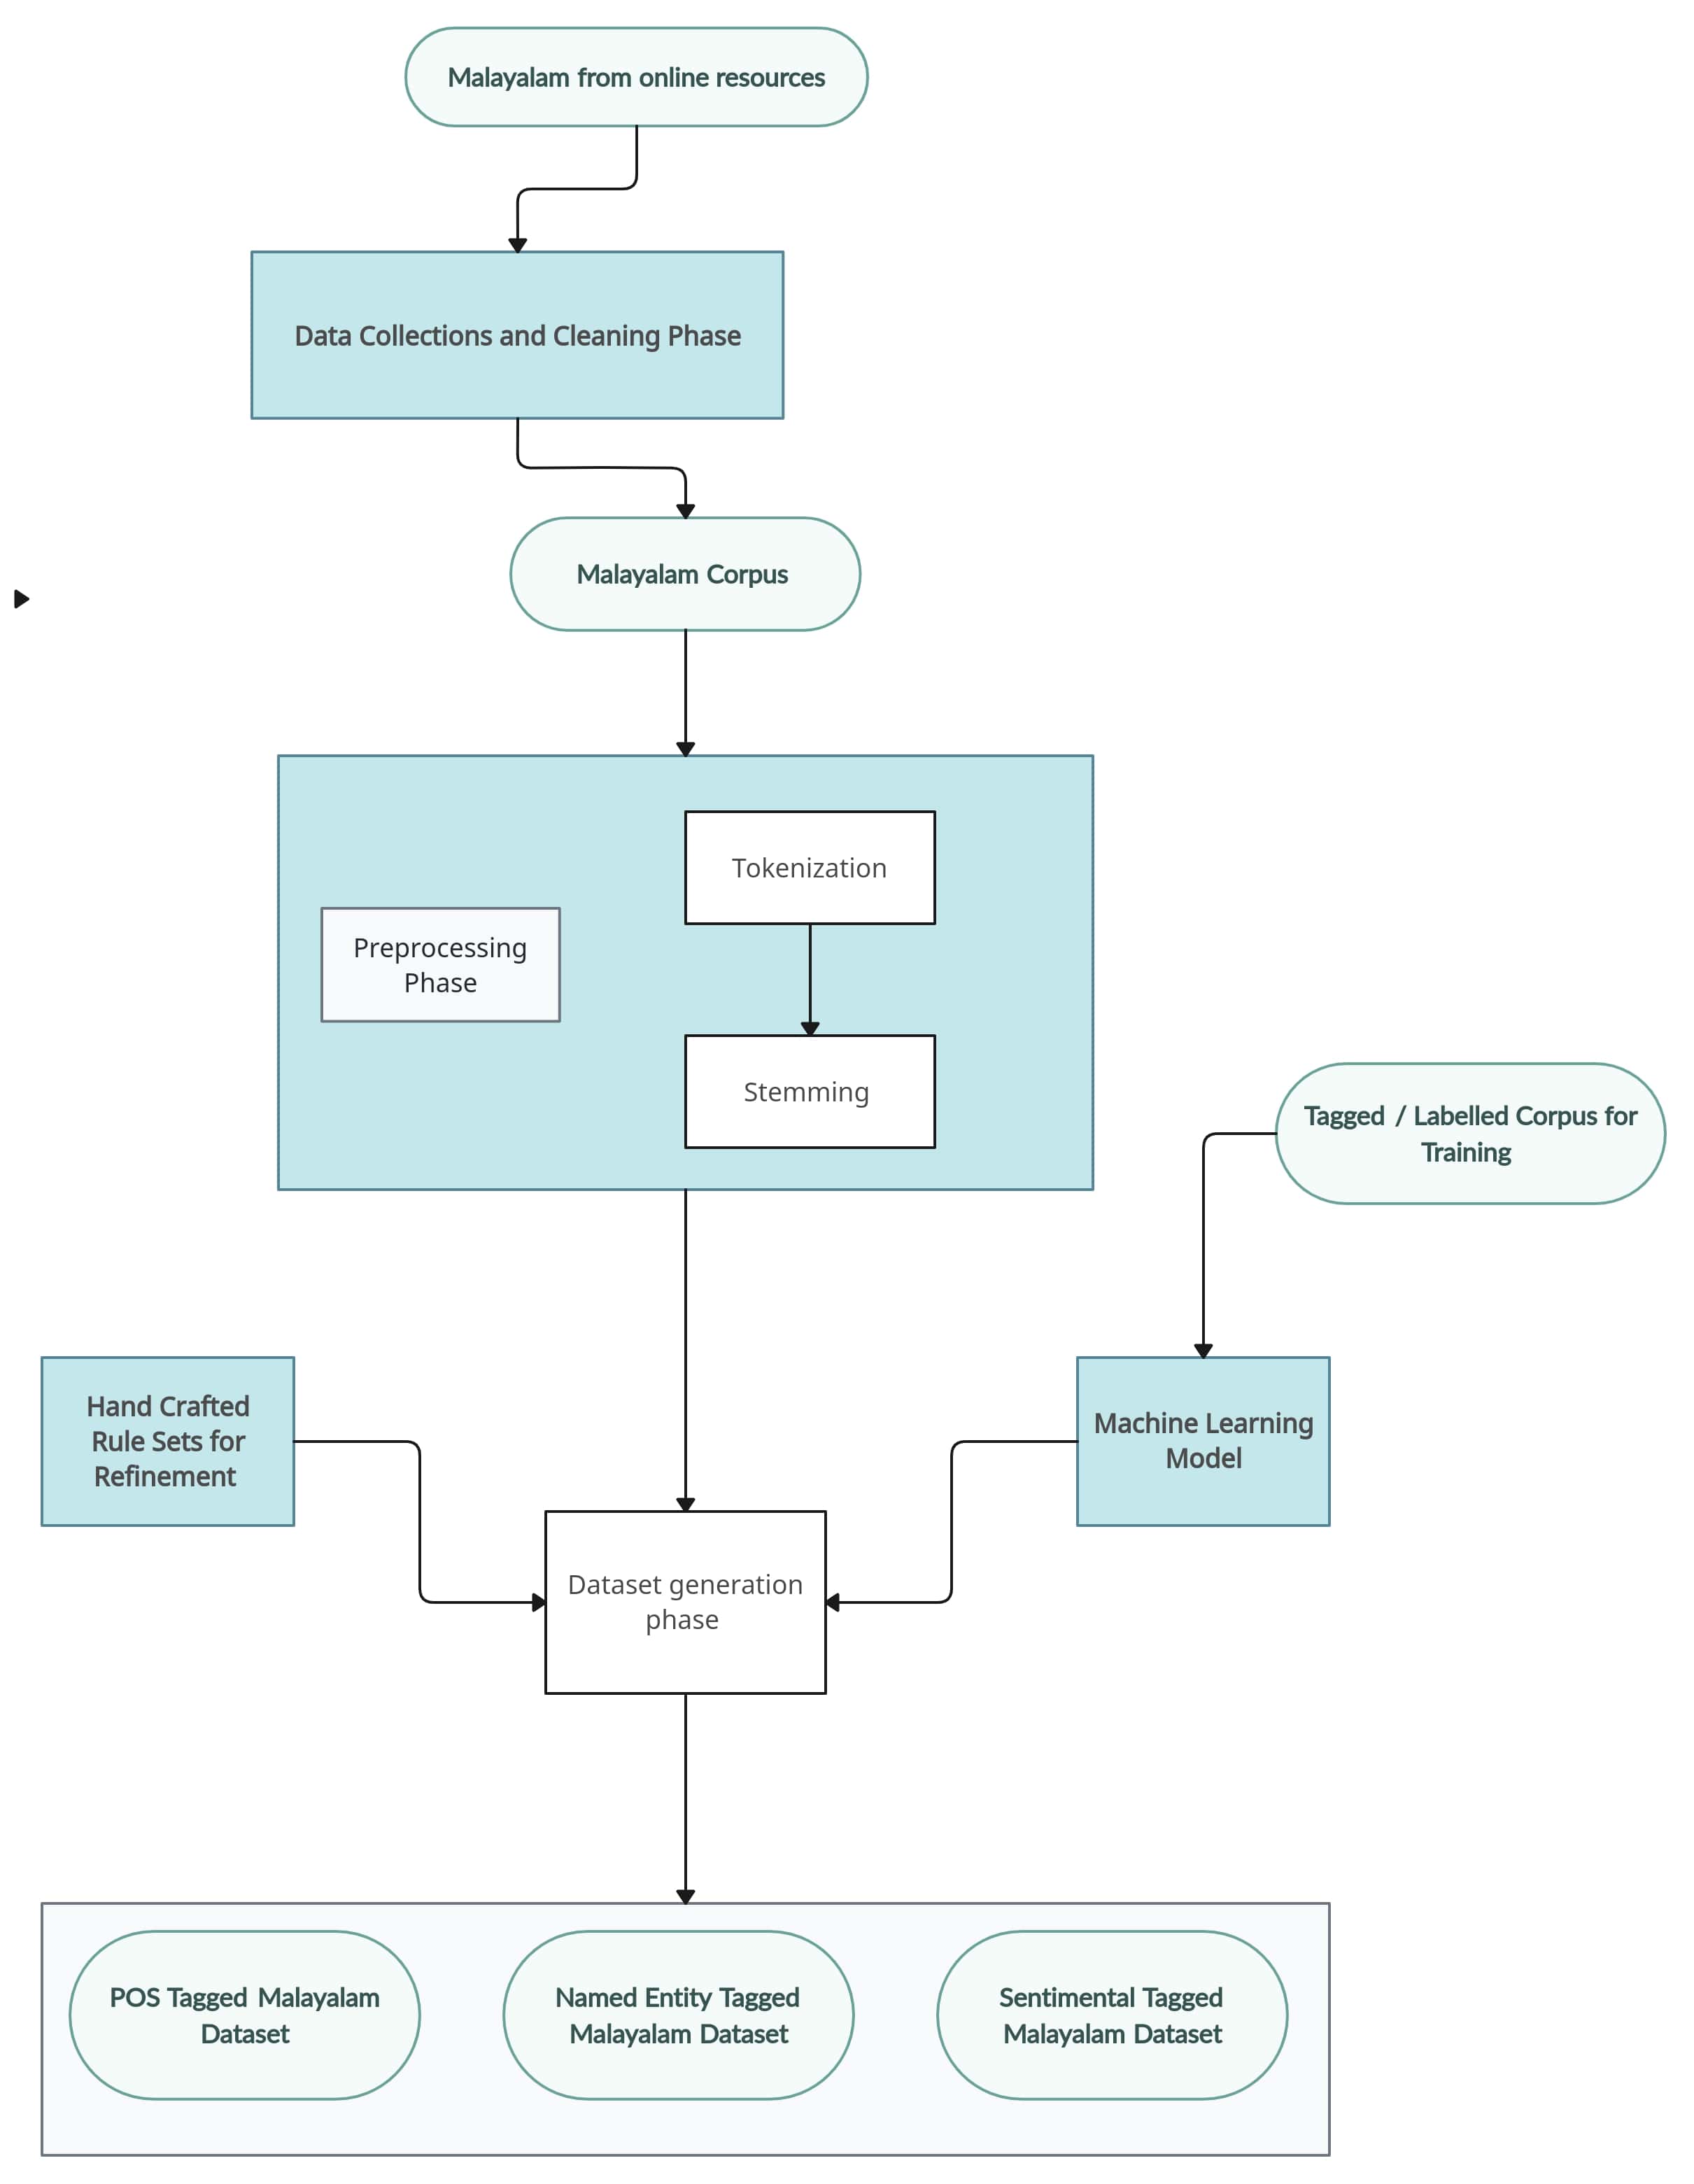 Malayalam from online resources
Data Collections and Cleaning Phase
Malayalam Corpus
Tokenization
Preprocessing
Phase
Stemming
Tagged / Labelled Corpus for
Training
Hand Crafted
Rule Sets for
Refinement
Machine Learning
Model
Dataset generation
phase
POS Tagged Malayalam
Dataset
Named Entity Tagged
Malayalam Dataset
Sentimental Tagged
Malayalam Dataset